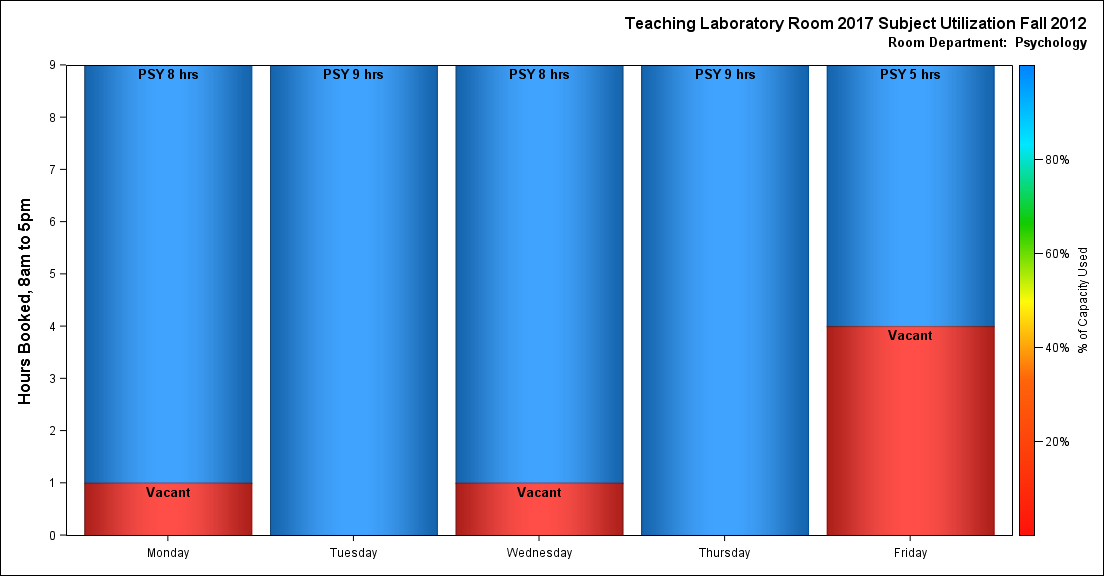 Teaching Laboratory Room 2017 Subject Utilization Fall 2012
Room Department:  Psychology
Hours Booked, 8am to 5pm
9
8
7
6
5
4
3
2
1
0
PSY 8 hrs
PSY 9 hrs
PSY 8 hrs
PSY 9 hrs
PSY 5 hrs
Vacant
Vacant
Vacant
Monday
Tuesday
Wednesday
Thursday
Friday
80%
60%
40%
20%
% of Capacity Used